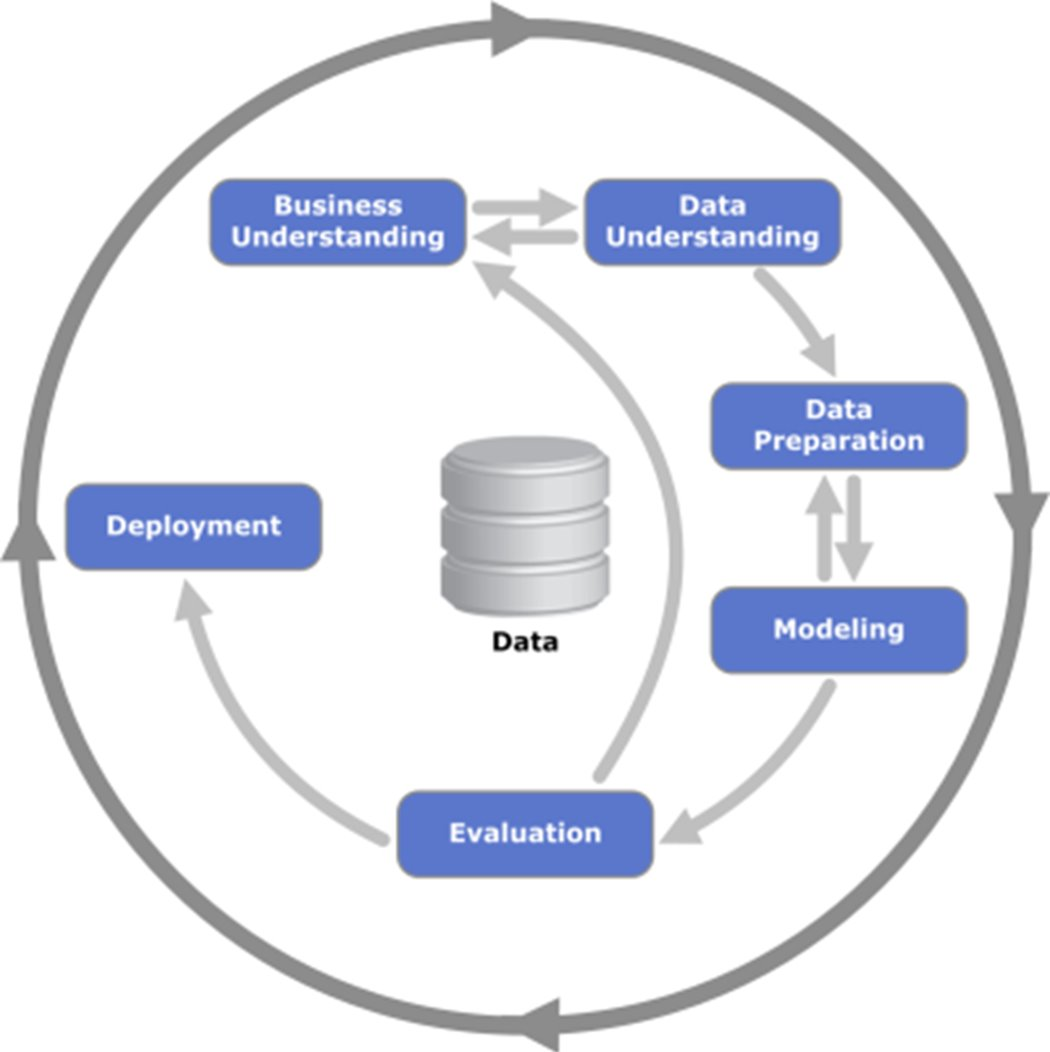 Business
Understanding
Data
Understanding
Data
Preparation
Modeling
Evaluation
Deployment
Data